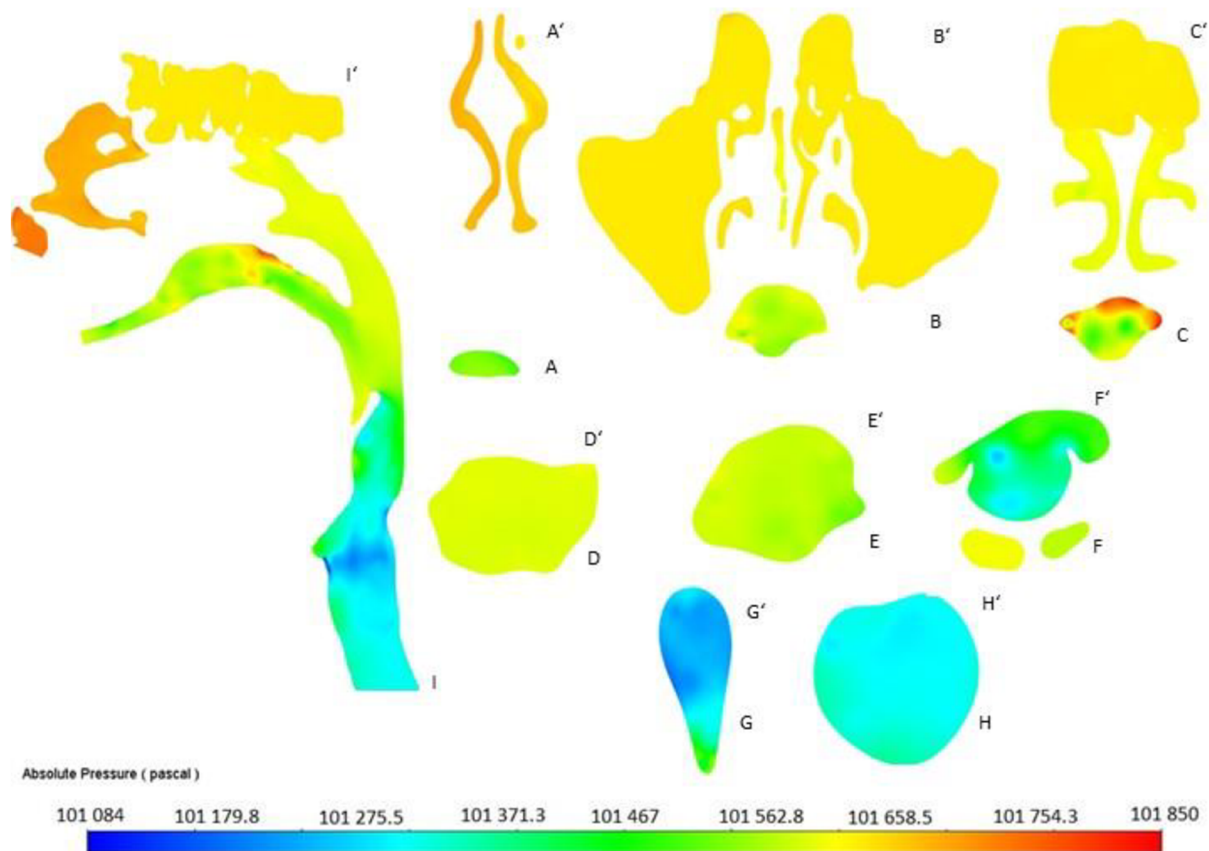 A‘
B‘
C‘
I‘
B
C
A
F‘
E‘
D‘
E
F
D
G‘
H‘
I
G
H
Absolute Pressure ( pascal )
101 084 101 179.8 101 275.5 101 371.3 101 467 101 562.8 101 658.5 101 754.3 101 850